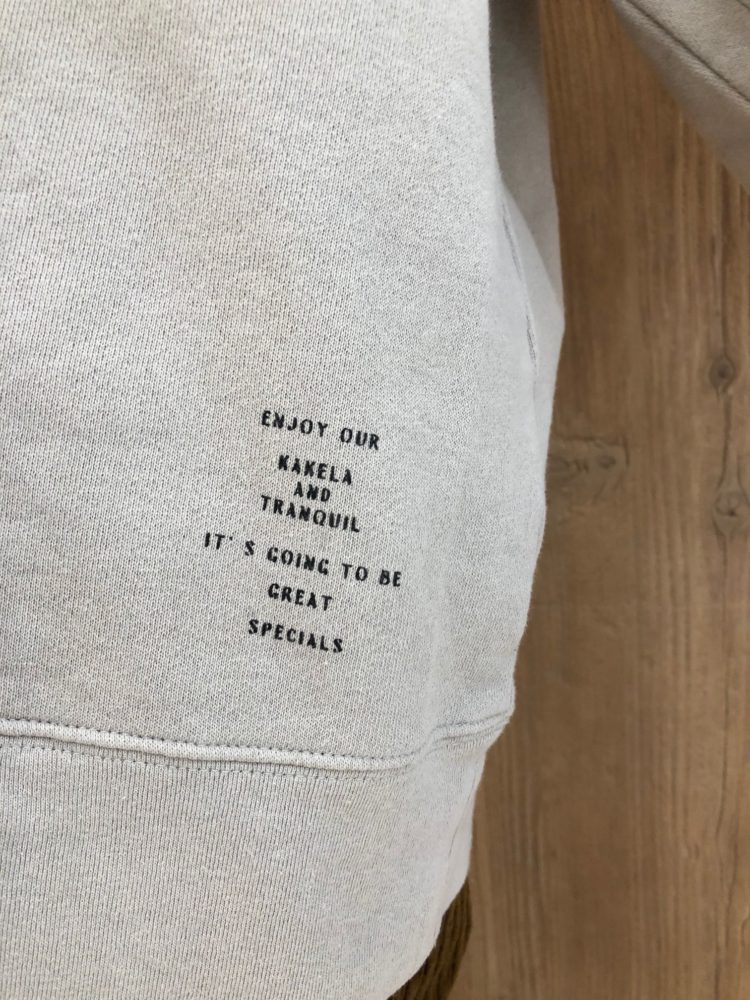 ENJOY OUR
KAKELA
AND
TRANQUIL
IT' S GOING TO BE
GREAT
SPECIALS